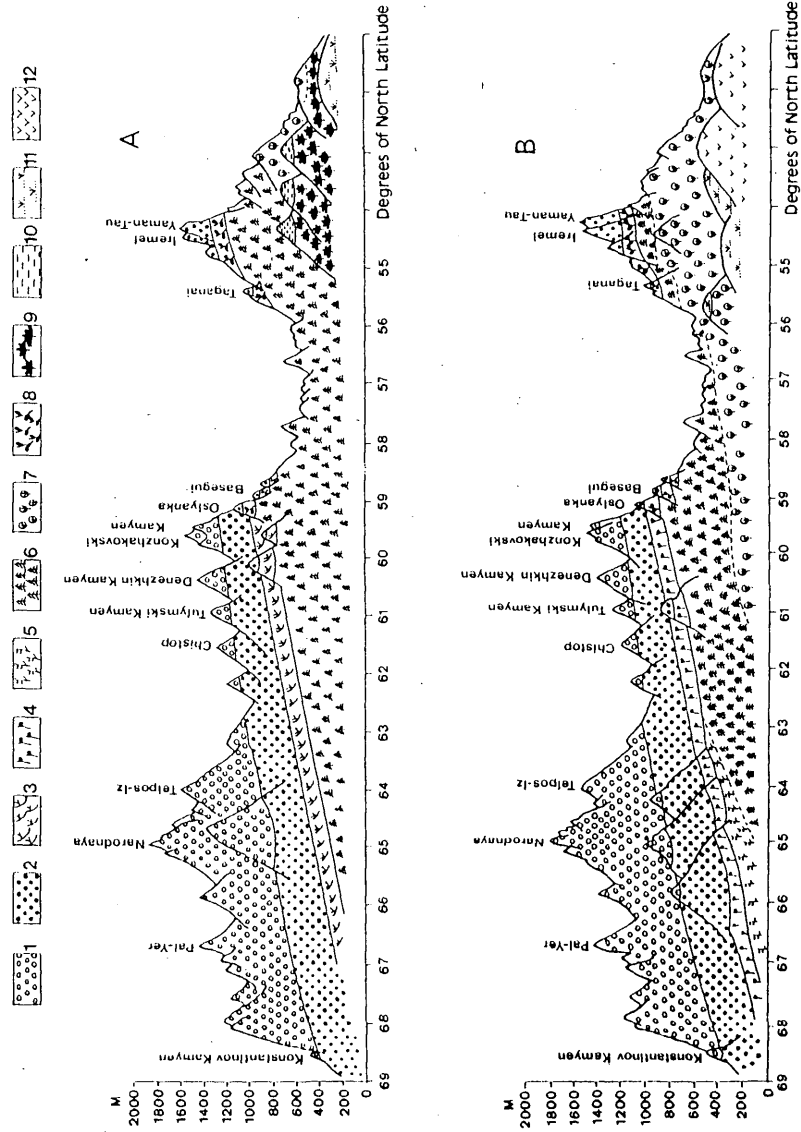 1 2 3 4 5 6 7 8 9 10 11 12
A
M
2000
1800
1600
1400
1200
1000
800
600
400
200
0
Konstantinov Kamyen
Pal-Yer
Narodnaya
Telpos-Iz
Chistop
Tulymski Kamyen
Denezhkin Kamyen
Konzhakovski
Kamyen
Oslyanka
Basegui
Taganai
Iremel
Yaman-Tau
69 68 67 66 65 64 63 62 61 60 59 58 57 56 55
Degrees of North Latitude
B
M
2000
1800
1600
1400
1200
1000
800
600
400
200
0
Konstantinov Kamyen
Pal-Yer
Narodnaya
Telpos-Iz
Chistop
Tulymski Kamyen
Denezhkin Kamyen
Konzhakovski
Kamyen
Oslyanka
Basegui
Taganai
Iremel
Yaman-Tau
69 68 67 66 65 64 63 62 61 60 59 58 57 56 55
Degrees of North Latitude